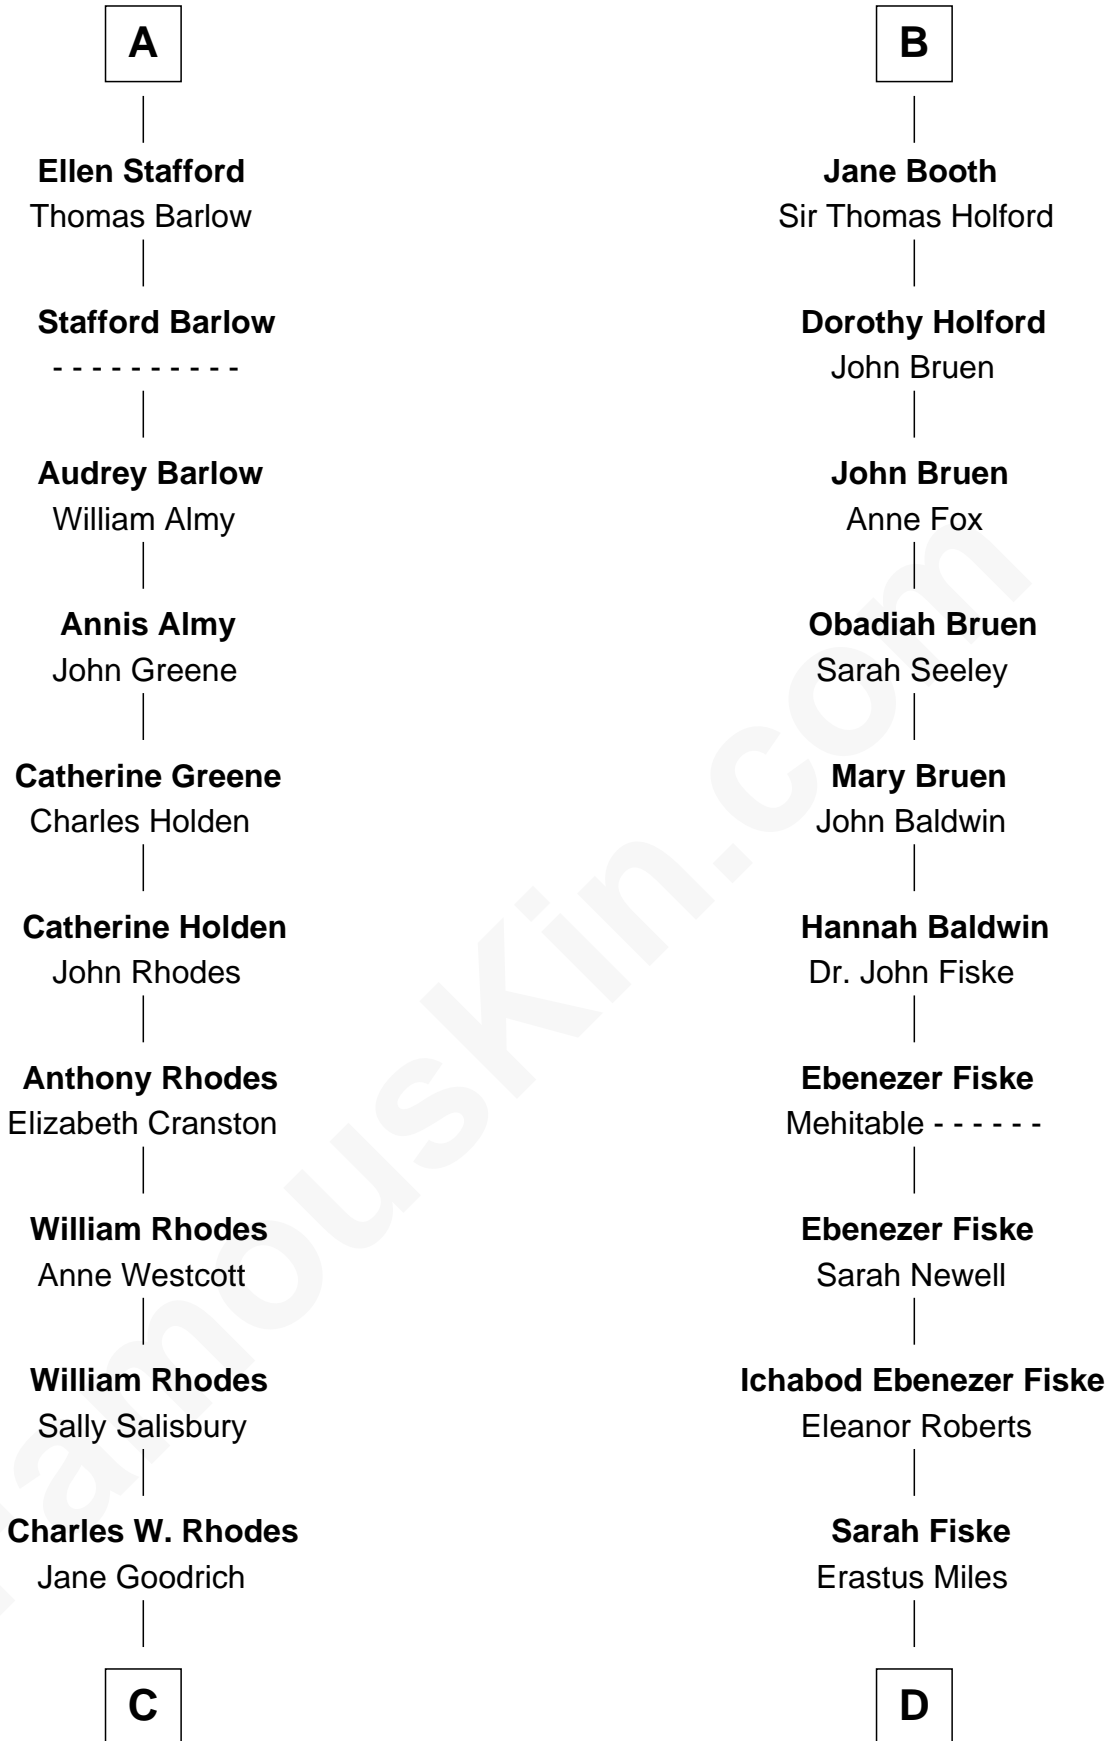 A
Ellen Stafford
Thomas Barlow
Stafford Barlow
- - - - - - - - - -
Audrey Barlow
William Almy
Annis Almy
John Greene
Catherine Greene
Charles Holden
Catherine Holden
John Rhodes
Anthony Rhodes
Elizabeth Cranston
William Rhodes
Anne Westcott
William Rhodes
Sally Salisbury
Charles W. Rhodes
Jane Goodrich
C
B
Jane Booth
Sir Thomas Holford
Dorothy Holford
John Bruen
John Bruen
Anne Fox
Obadiah Bruen
Sarah Seeley
Mary Bruen
John Baldwin
Hannah Baldwin
Dr. John Fiske
Ebenezer Fiske
Mehitable - - - - - -
Ebenezer Fiske
Sarah Newell
Ichabod Ebenezer Fiske
Eleanor Roberts
Sarah Fiske
Erastus Miles
D
FamousKin.com